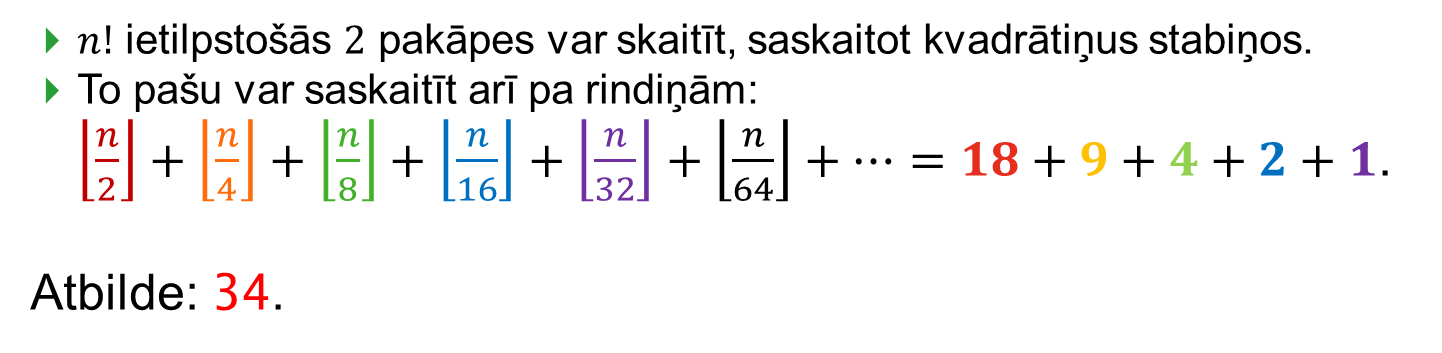 n! ietilpstošās 2 pakāpes var skaitīt, saskaitot kvadrātiņus stabiņos.
To pašu var saskaitīt arī pa rindiņām:
⌊n/2⌋ + ⌊n/4⌋ + ⌊n/8⌋ + ⌊n/16⌋ + ⌊n/32⌋ + ⌊n/64⌋ + ⋯ = 18 + 9 + 4 + 2 + 1.
Atbilde: 34.